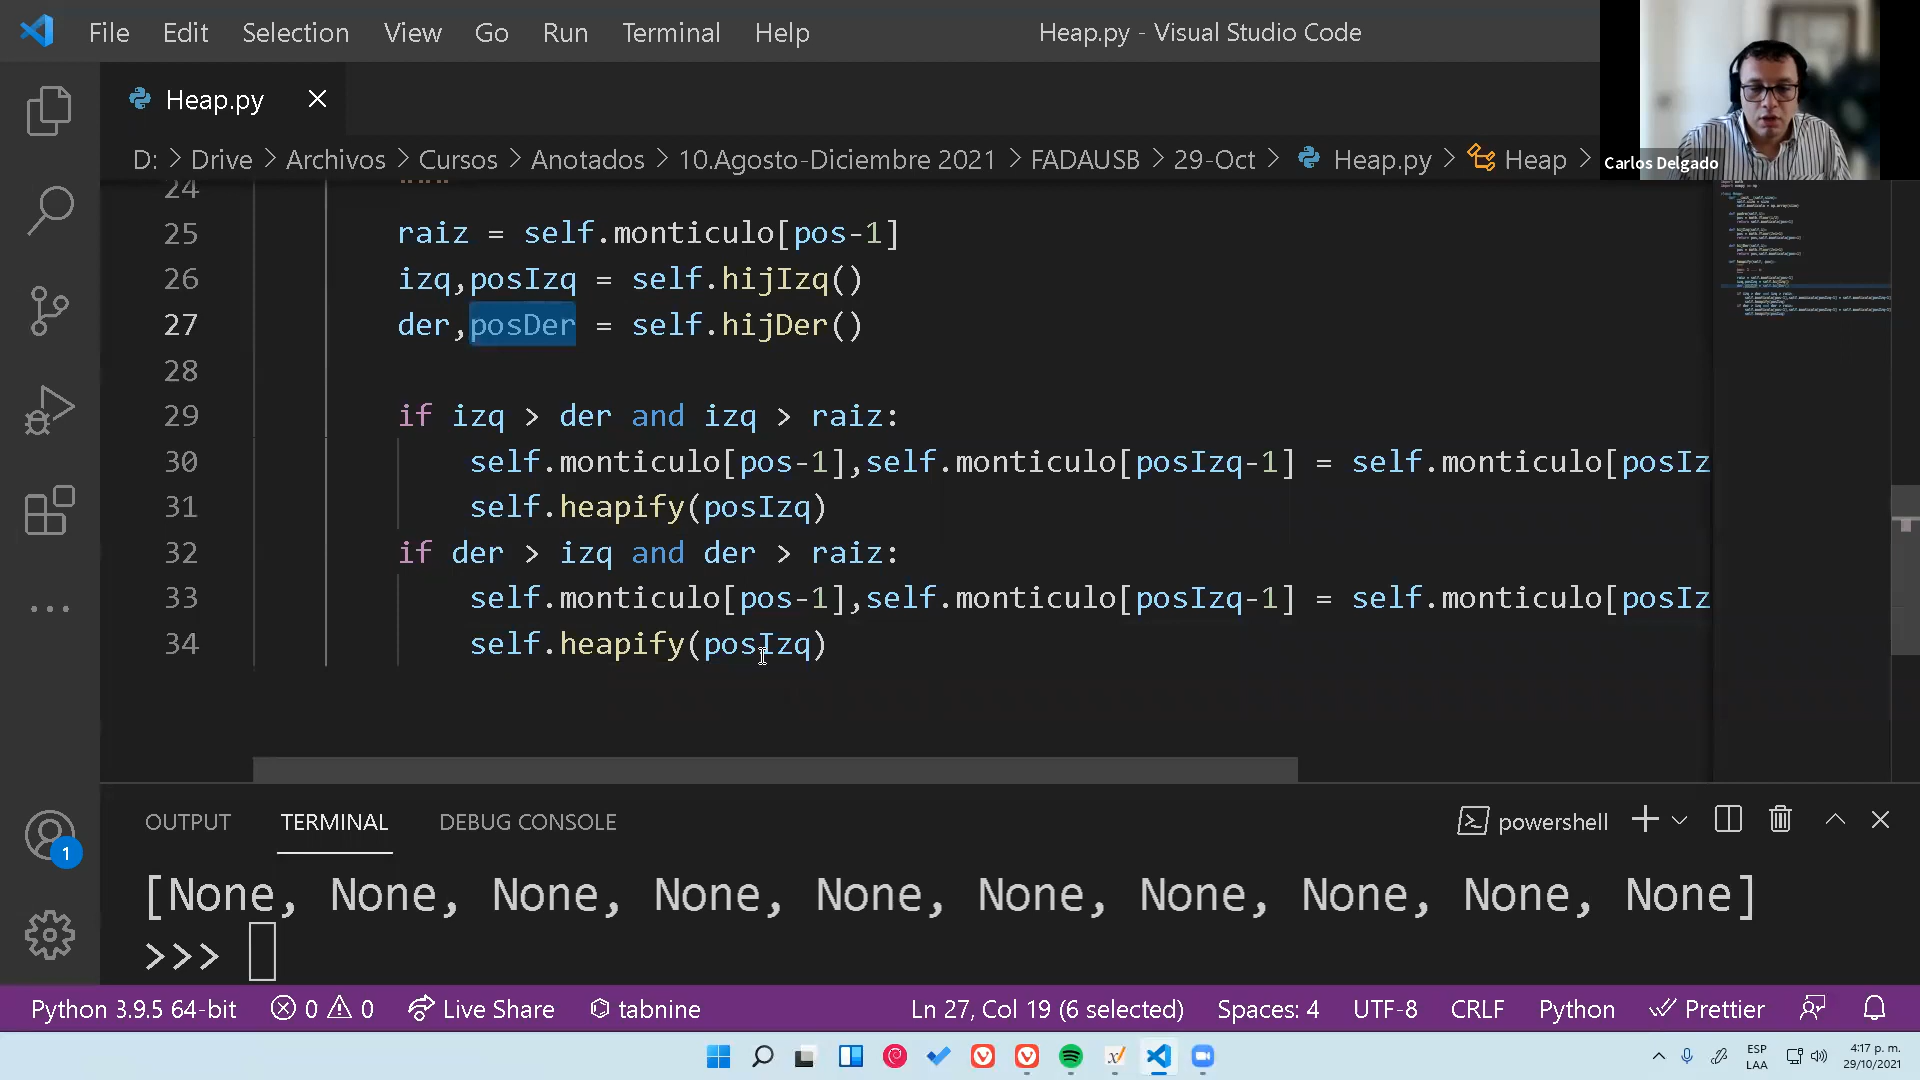 File Edit Selection View Go Run Terminal Help
Heap.py - Visual Studio Code
Heap.py
D: > Drive > Archivos > Cursos > Anotados > 10.Agosto-Diciembre 2021 > FADAUSB > 29-Oct > Heap.py > Heap >
Carlos Delgado
24 """
25 raiz = self.monticulo[pos-1]
26 izq,posIzq = self.hijIzq()
27 der,posDer = self.hijDer()
28
29 if izq > der and izq > raiz:
30 self.monticulo[pos-1],self.monticulo[posIzq-1] = self.monticulo[posIz
31 self.heapify(posIzq)
32 if der > izq and der > raiz:
33 self.monticulo[pos-1],self.monticulo[posIzq-1] = self.monticulo[posIz
34 self.heapify(posIzq)
OUTPUT TERMINAL DEBUG CONSOLE
powershell
[None, None, None, None, None, None, None, None, None, None]
>>>
1
Python 3.9.5 64-bit 0 0 Live Share tabnine Ln 27, Col 19 (6 selected) Spaces: 4 UTF-8 CRLF Python Prettier
ESP
LAA
4:17 p. m.
29/10/2021